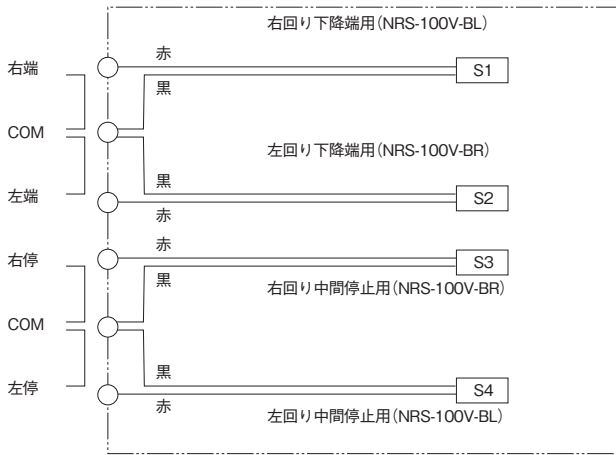 右回り下降端用(NRS-100V-BL)
赤
右端
S1
黒
COM
左回り下降端用(NRS-100V-BR)
黒
左端
S2
赤
赤
右停
S3
黒
右回り中間停止用(NRS-100V-BR)
COM
黒
左停
S4
赤
左回り中間停止用(NRS-100V-BL)